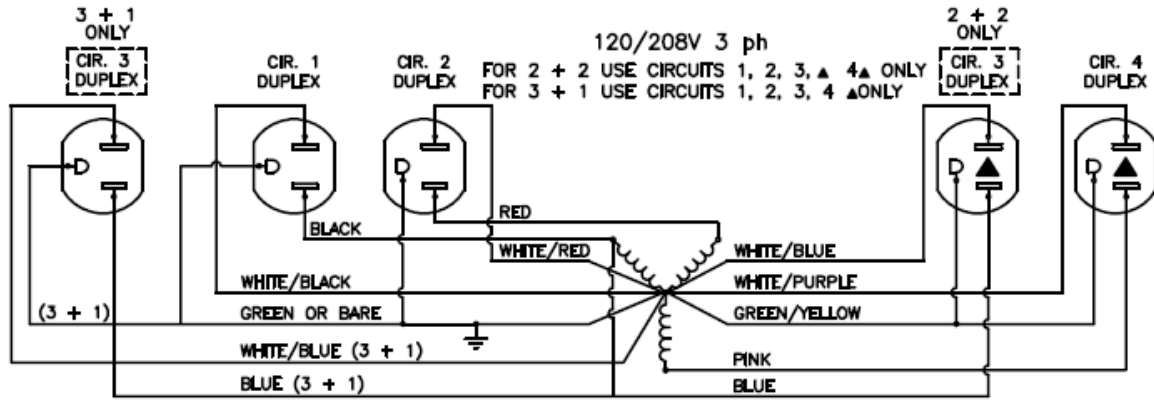 3 + 1
ONLY
CIR. 3
DUPLEX
CIR. 1
DUPLEX
CIR. 2
DUPLEX
120/208V 3 ph
FOR 2 + 2 USE CIRCUITS 1, 2, 3, ▲ 4▲ ONLY
FOR 3 + 1 USE CIRCUITS 1, 2, 3, 4 ▲ONLY
2 + 2
ONLY
CIR. 3
DUPLEX
CIR. 4
DUPLEX
RED
BLACK
WHITE/RED
WHITE/BLUE
WHITE/BLACK
WHITE/PURPLE
(3 + 1)
GREEN OR BARE
GREEN/YELLOW
WHITE/BLUE (3 + 1)
PINK
BLUE (3 + 1)
BLUE